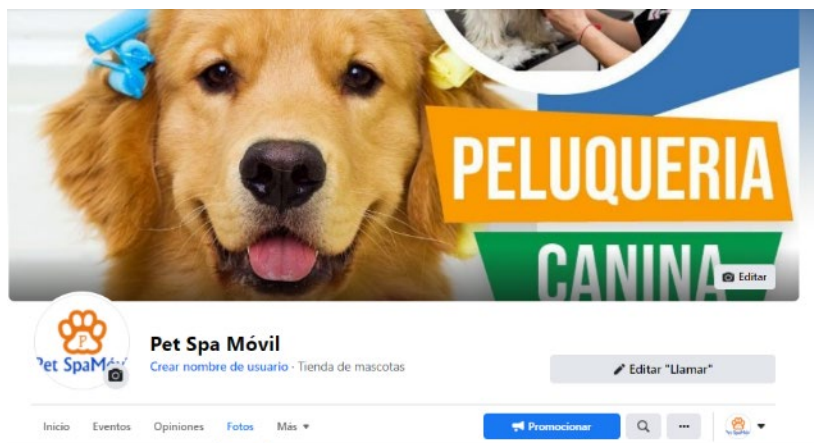 PELUQUERIA
CANINA
Editar
P
Pet SpaMóvi
Pet Spa Móvil
Crear nombre de usuario · Tienda de mascotas
Editar "Llamar"
Inicio Eventos Opiniones Fotos Más
Promocionar